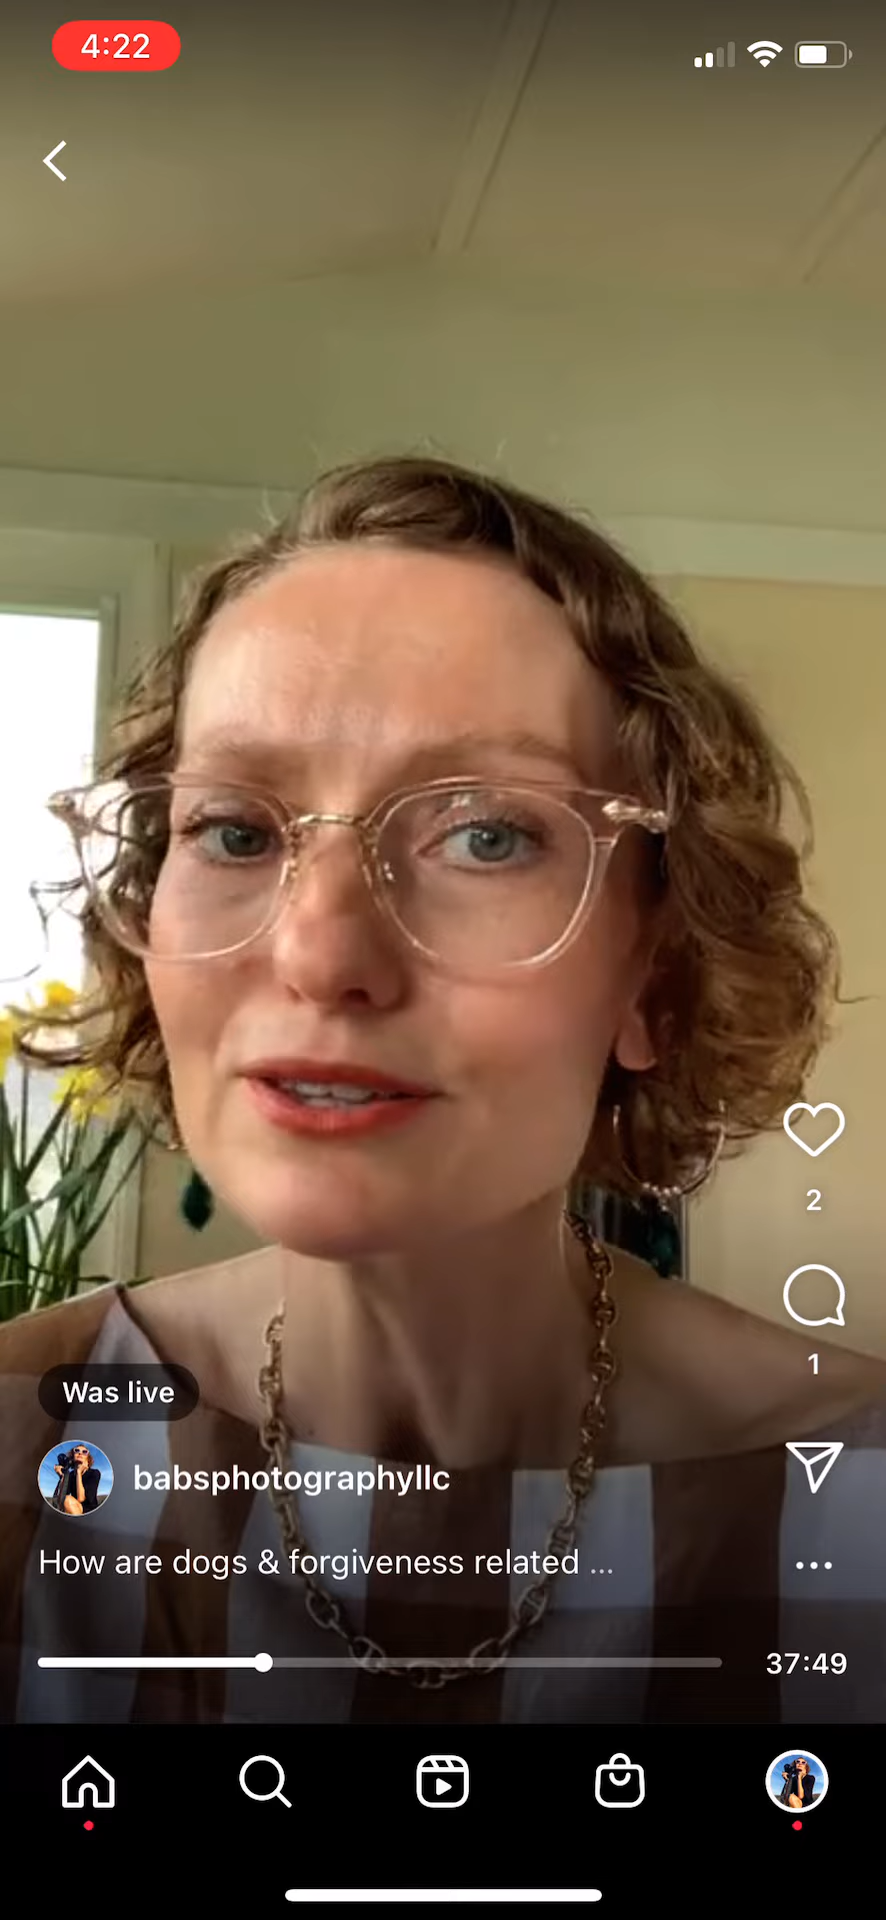 4:22
Was live
babsphotographyllc
How are dogs & forgiveness related ...
37:49
2
1